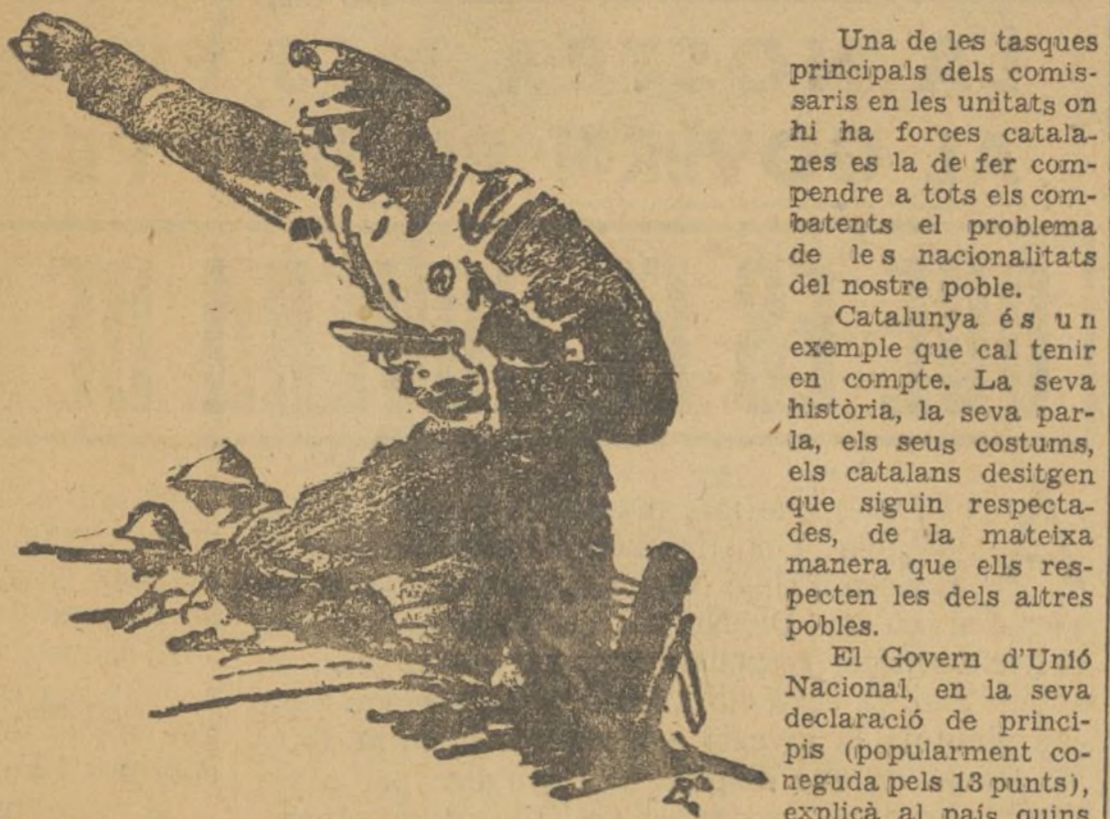 Una de les tasques
principals dels comis-
saris en les unitats on
hi ha forces catala-
nes es la de fer com-
pendre a tots els com-
batents el problema
de les nacionalitats
del nostre poble.
Catalunya és un
exemple que cal tenir
en compte. La seva
història, la seva par-
la, els seus costums,
els catalans desitgen
que siguin respecta-
des, de la mateixa
manera que ells res-
pecten les dels altres
pobles.
El Govern d'Unió
Nacional, en la seva
declaració de princi-
pis (popularment co-
neguda pels 13 punts),
explicà al país quins